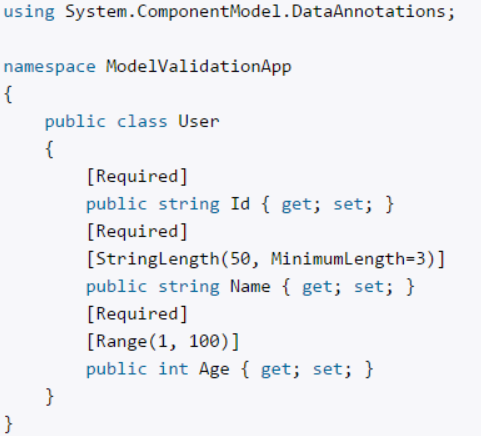 using System.ComponentModel.DataAnnotations;

namespace ModelValidationApp
{
    public class User
    {
        [Required]
        public string Id { get; set; }
        [Required]
        [StringLength(50, MinimumLength=3)]
        public string Name { get; set; }
        [Required]
        [Range(1, 100)]
        public int Age { get; set; }
    }
}